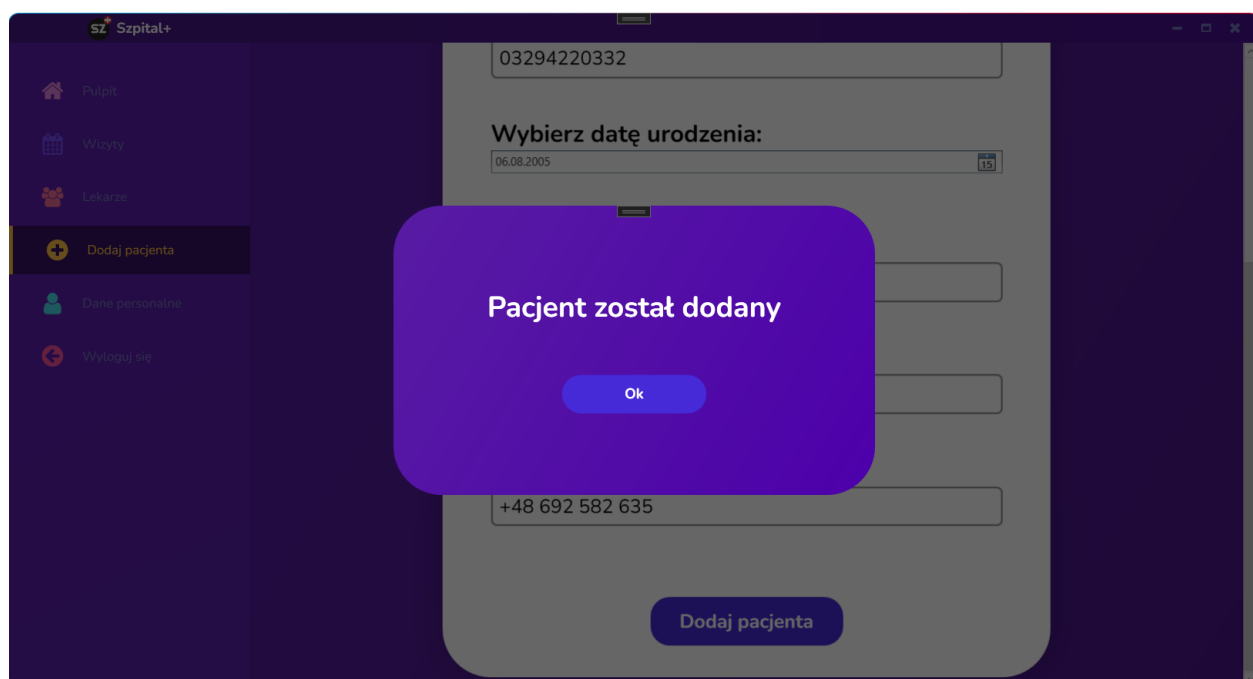 SZ+ Szpital+
03294220332
Pulpit
Wybierz datę urodzenia:
Wizyty
06.08.2005
15
Lekarze
Dodaj pacjenta
Pacjent został dodany
Dane personalne
Wyloguj się
Ok
+48 692 582 635
Dodaj pacjenta